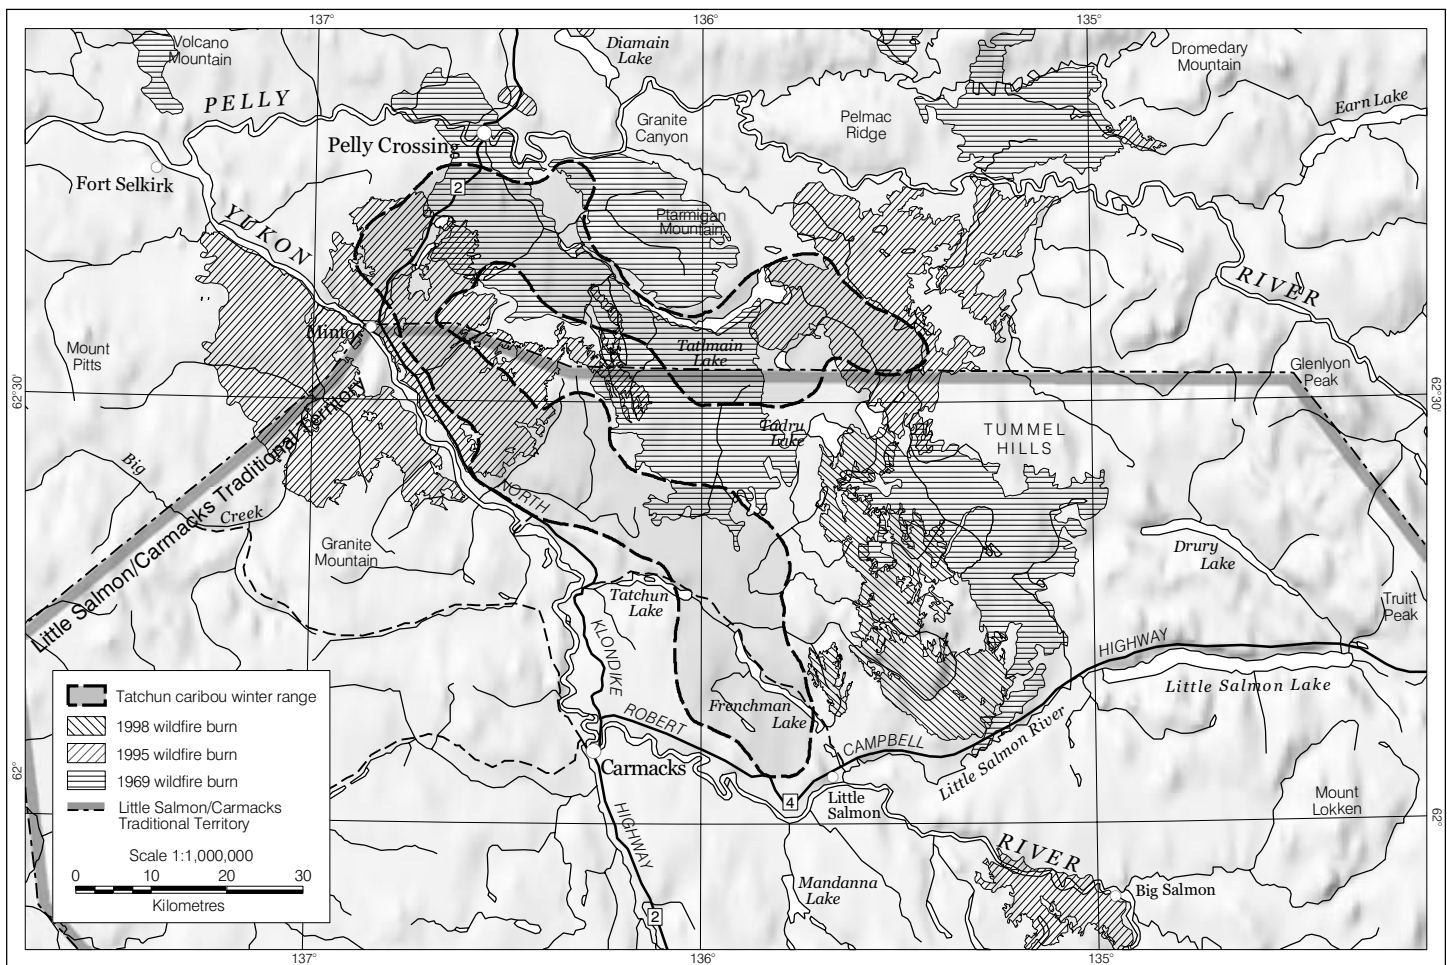 137°
136°
135°
Volcano
Mountain
Diamain
Lake
Dromedary
Mountain
PELLY
Granite
Canyon
Pelmac
Ridge
Earn Lake
Pelly Crossing
Fort Selkirk
2
YUKON
Ptarmigan
Mountain
RIVER
Minto
Mount
Pitts
Tatlmain
Lake
Glenlyon
Peak
62°30'
62°30'
Tadru
Lake
TUMMEL
HILLS
Big
Creek
NORTH
Little Salmon/Carmacks Traditional Territory
Granite
Mountain
Drury
Lake
Tatchun
Lake
Truitt
Peak
KLONDIKE
HIGHWAY
Little Salmon Lake
Frenchman
Lake
ROBERT
CAMPBELL
Little Salmon River
62°
Carmacks
4
Little
Salmon
Mount
Lokken
62°
HIGHWAY
RIVER
Mandanna
Lake
Big Salmon
2
Tatchun caribou winter range
1998 wildfire burn
1995 wildfire burn
1969 wildfire burn
Little Salmon/Carmacks
Traditional Territory
Scale 1:1,000,000
0 10 20 30
Kilometres
137°
136°
135°